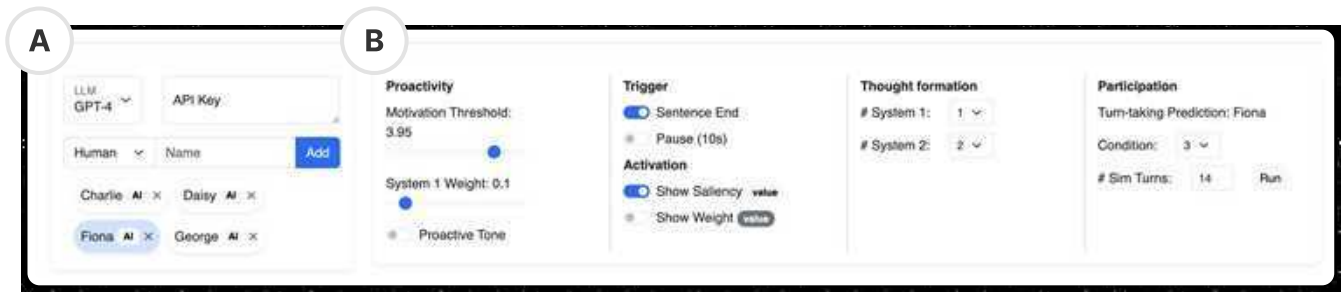 A
B
LLM
GPT-4
API Key
Human
Name
Add
Charlie AI ×
Daisy AI ×
Fiona AI ×
George AI ×
Proactivity
Motivation Threshold:
3.95
System 1 Weight: 0.1
Proactive Tone
Trigger
Sentence End
Pause (10s)
Activation
Show Saliency value
Show Weight value
Thought formation
# System 1: 1
# System 2: 2
Participation
Turn-taking Prediction: Fiona
Condition: 3
# Sim Turns: 14 Run